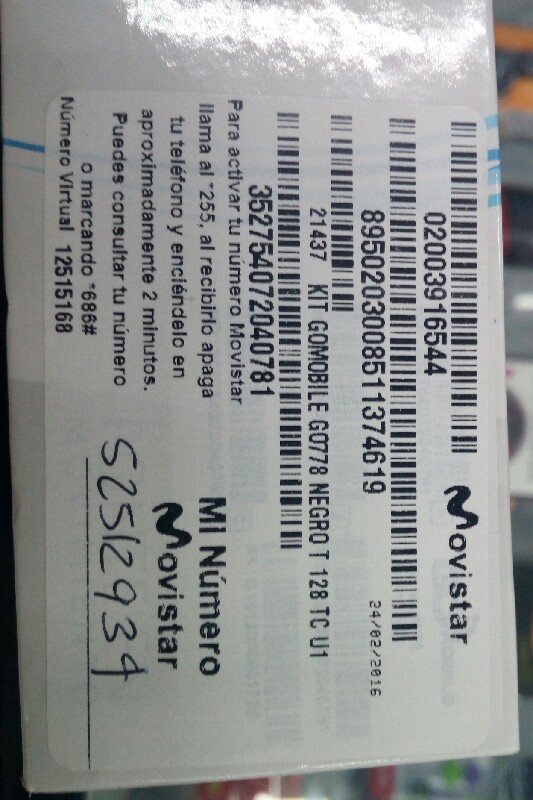 Movistar
02003916544
24/02/2016
8950203008511374619
21437 KIT GOMOBILE GO778 NEGRO T 128 TC U1
352754072040781
Para activar tu número Movistar
llama al *255, al recibirlo apaga
tu teléfono y enciéndelo en
aproximadamente 2 minutos.
Puedes consultar tu número
o marcando *686#
Número Virtual 12515168
Mi Número
Movistar
52512934